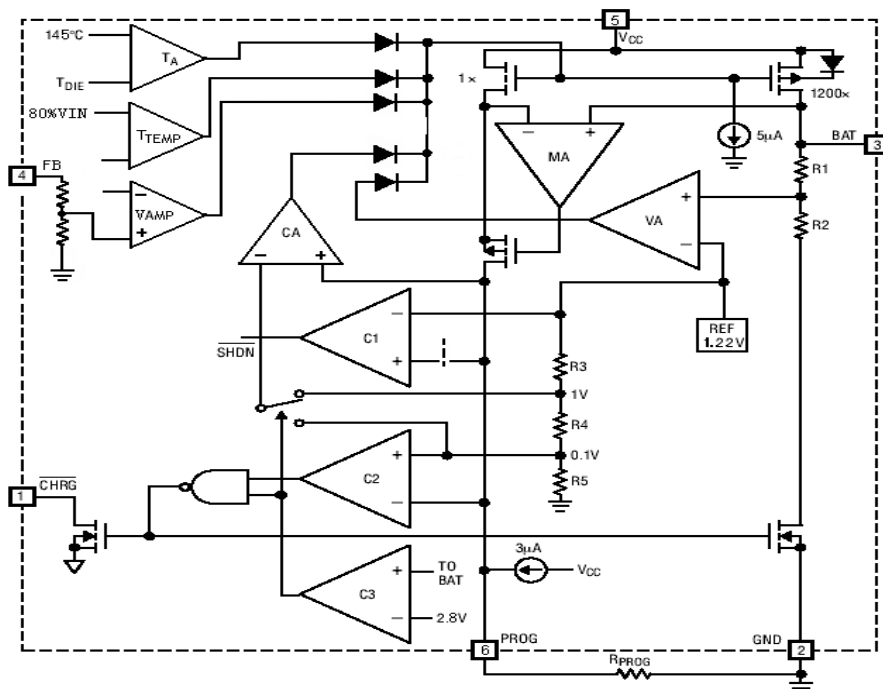 145°C
TA
TDIE
80%VIN
TTEMP
4
FB
VAMP
−
+
5
VCC
1×
1200×
5μA
BAT
3
− +
MA
R1
R2
VA
+
−
CA
− +
REF
1.22V
C1
−
+
SHDN
R3
1V
R4
0.1V
R5
C2
+
−
CHRG
1
3μA
VCC
C3
+
−
TO
BAT
2.8V
PROG
6
RPROG
GND
2